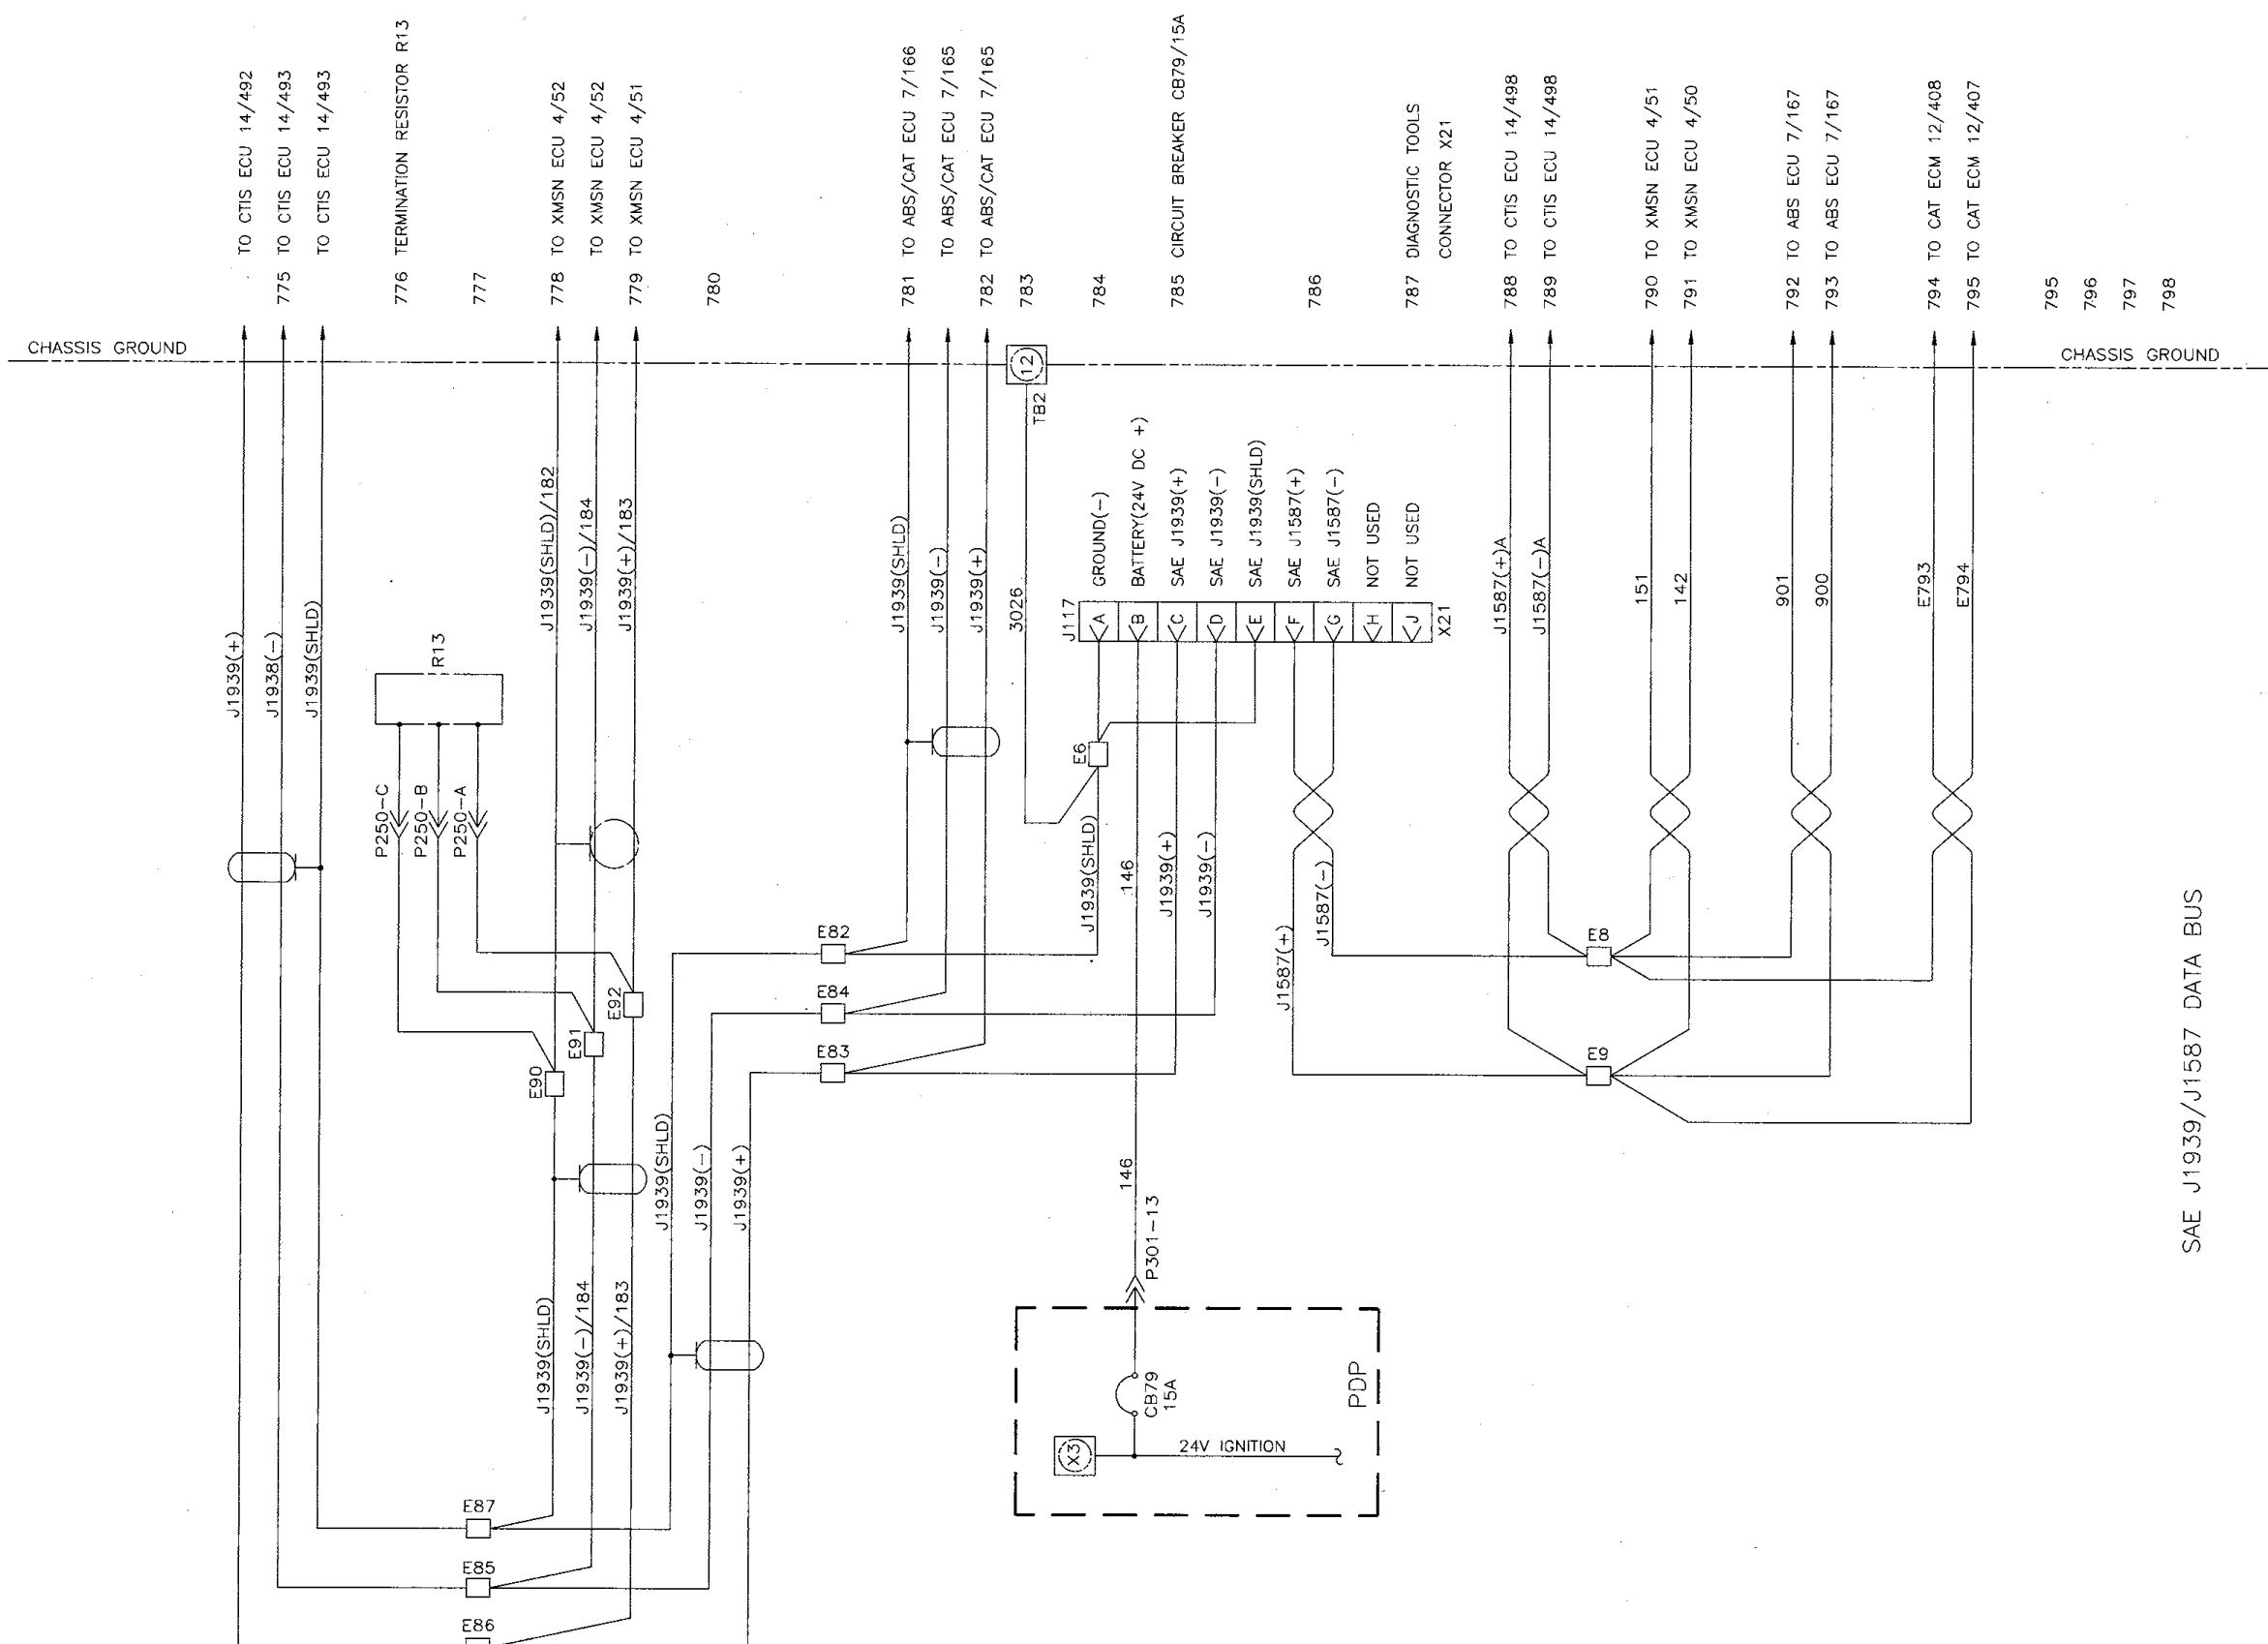 TO CTIS ECU 14/492
775 TO CTIS ECU 14/493
TO CTIS ECU 14/493
776 TERMINATION RESISTOR R13
777
778 TO XMSN ECU 4/52
TO XMSN ECU 4/52
779 TO XMSN ECU 4/51
780
781 TO ABS/CAT ECU 7/166
TO ABS/CAT ECU 7/165
782 TO ABS/CAT ECU 7/165
783
784
785 CIRCUIT BREAKER CB79/15A
786
787 DIAGNOSTIC TOOLS
CONNECTOR X21
788 TO CTIS ECU 14/498
789 TO CTIS ECU 14/498
790 TO XMSN ECU 4/51
791 TO XMSN ECU 4/50
792 TO ABS ECU 7/167
793 TO ABS ECU 7/167
794 TO CAT ECM 12/408
795 TO CAT ECM 12/407
795
796
797
798
CHASSIS GROUND
CHASSIS GROUND
12
TB2
J1939(+)
J1938(-)
J1939(SHLD)
R13
P250-C
P250-B
P250-A
J1939(SHLD)/182
J1939(-)/184
J1939(+)/183
J1939(SHLD)
J1939(-)
J1939(+)
3026
J117
A GROUND(-)
B BATTERY(24V DC +)
C SAE J1939(+)
D SAE J1939(-)
E SAE J1939(SHLD)
F SAE J1587(+)
G SAE J1587(-)
H NOT USED
J NOT USED
X21
J1587(+)A
J1587(-)A
151
142
901
900
E793
E794
E6
J1939(SHLD)
146
J1939(+)
J1939(-)
J1587(+)
J1587(-)
E82
E84
E83
E8
E9
E90
E91
E92
J1939(SHLD)
J1939(-)
J1939(+)
146
P301-13
J1939(SHLD)
J1939(-)/184
J1939(+)/183
CB79
15A
PDP
X3
24V IGNITION
E87
E85
E86
SAE J1939/J1587 DATA BUS